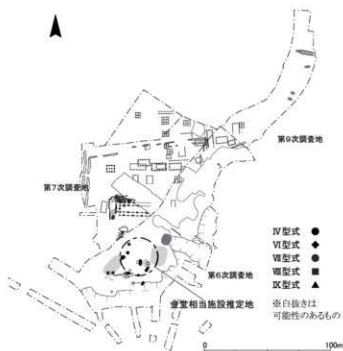 第9次調査地
第7次調査地
第6次調査地
金堂相当施設推定地
Ⅳ型式 ●
Ⅵ型式 ◆
Ⅶ型式 ●
Ⅷ型式 ■
Ⅸ型式 ▲
※白抜きは
可能性のあるもの
0 100m